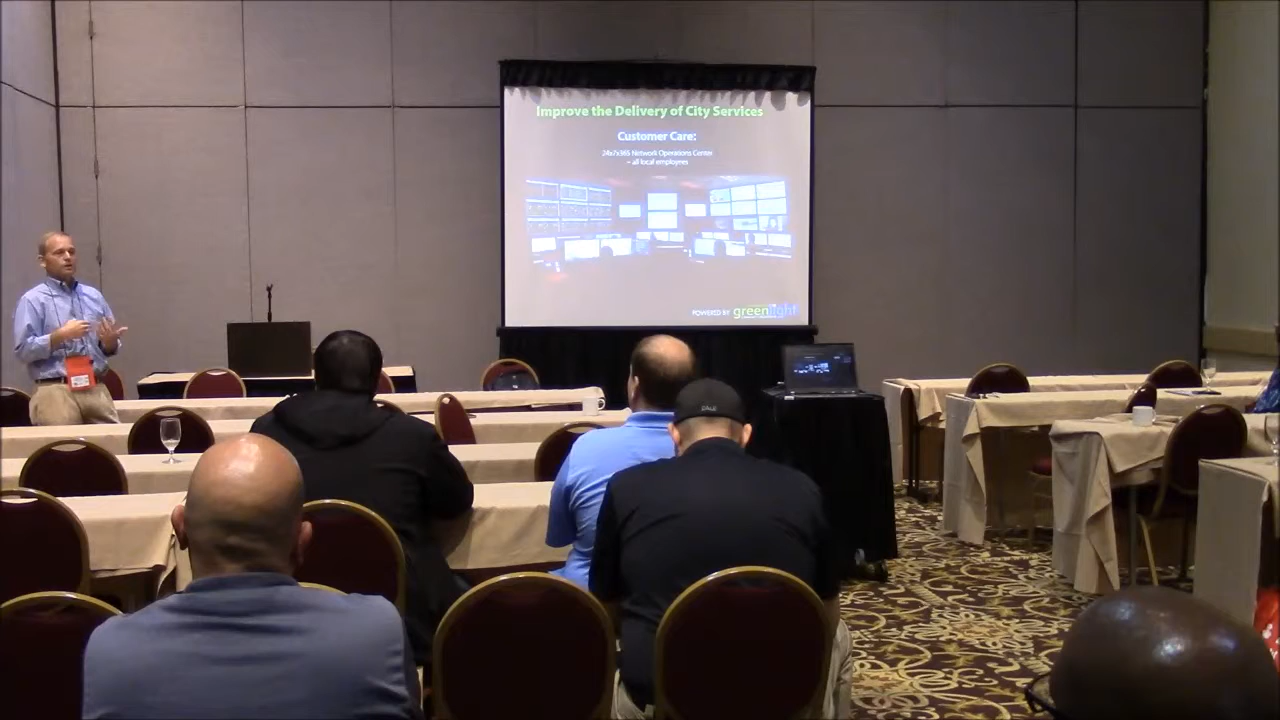 Improve the Delivery of City Services
Customer Care:
24x7x365 Network Operations Center
- all local employees
POWERED BY greenlight